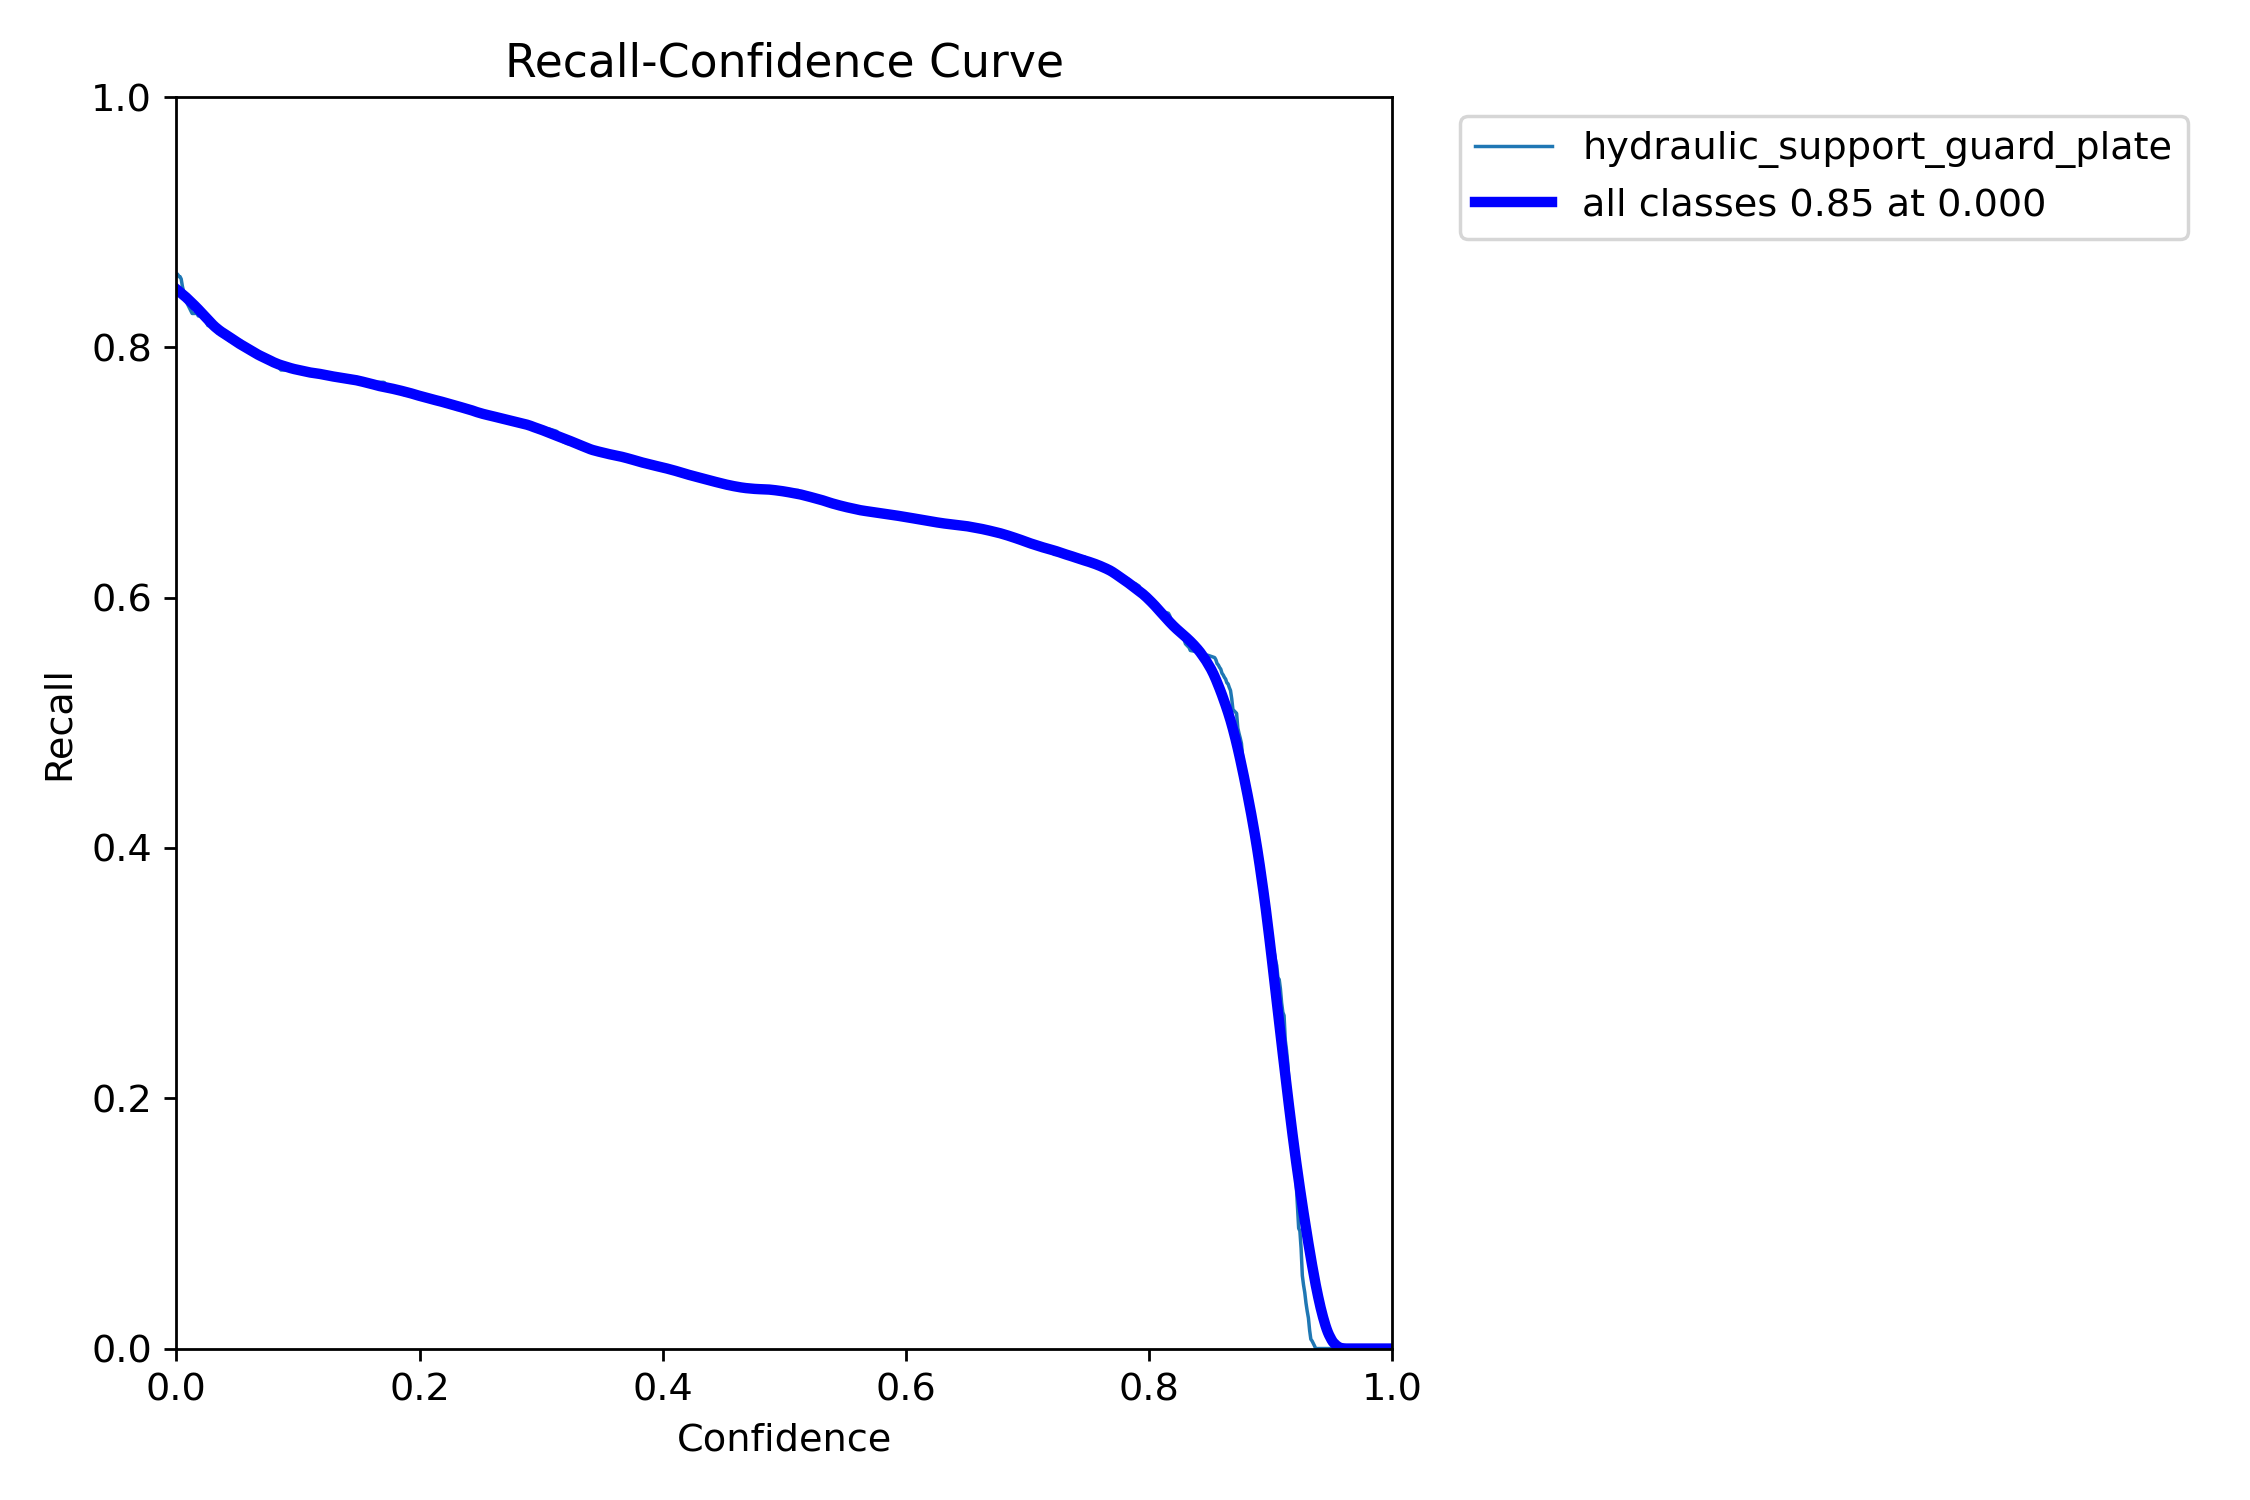 Recall-Confidence Curve
1.0
0.8
0.6
0.4
0.2
0.0
Recall
0.0 0.2 0.4 0.6 0.8 1.0
Confidence
hydraulic_support_guard_plate
all classes 0.85 at 0.000